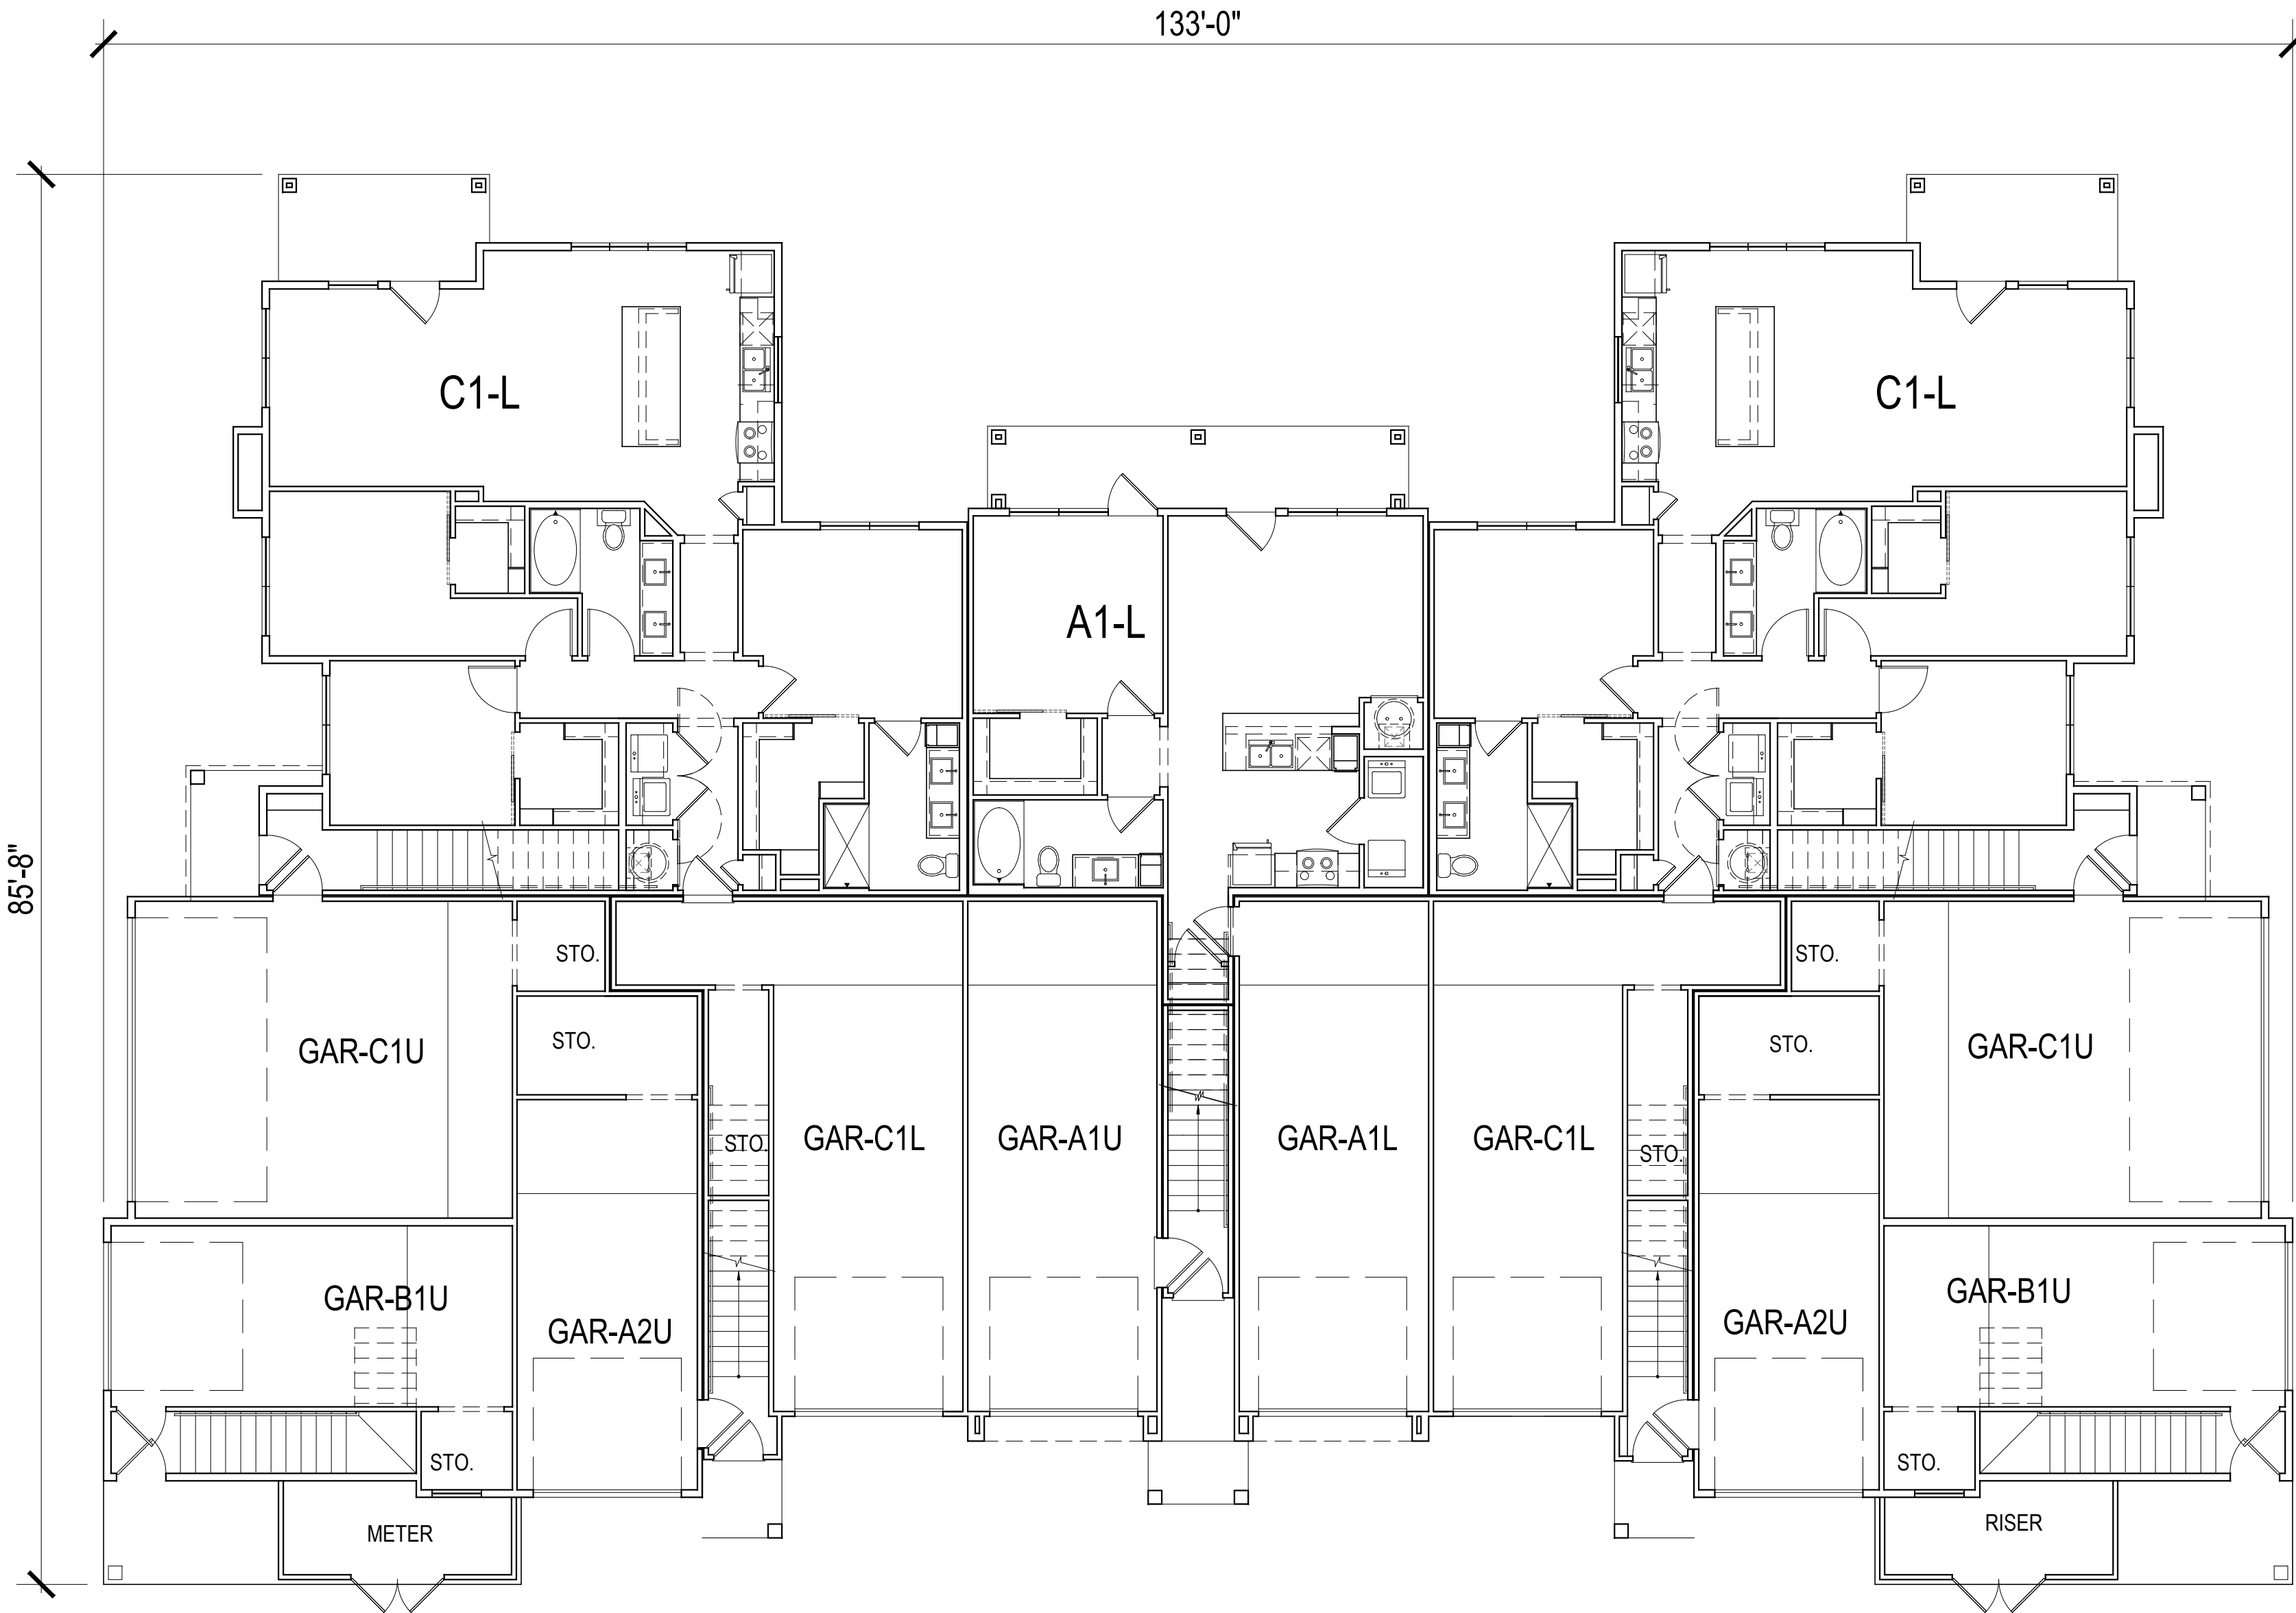 133'-0"
85'-8"
C1-L
C1-L
A1-L
STO.
STO.
GAR-C1U
STO.
STO.
GAR-C1U
GAR-C1L
GAR-A1U
GAR-A1L
GAR-C1L
STO.
STO.
GAR-B1U
GAR-A2U
GAR-A2U
GAR-B1U
STO.
STO.
METER
RISER